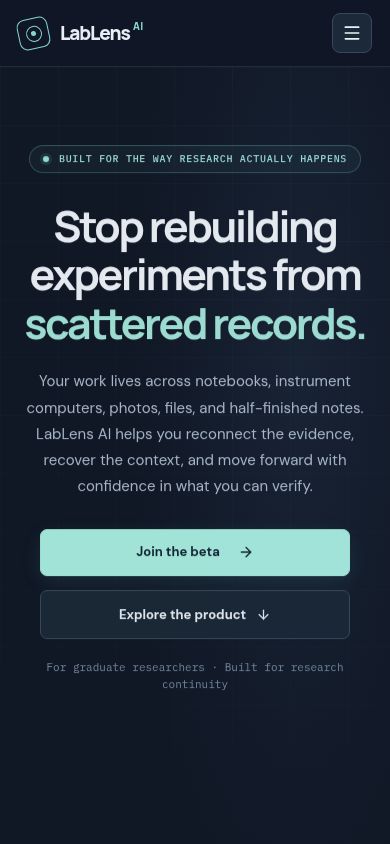 LabLens AI
BUILT FOR THE WAY RESEARCH ACTUALLY HAPPENS
Stop rebuilding
experiments from
scattered records.
Your work lives across notebooks, instrument
computers, photos, files, and half-finished notes.
LabLens AI helps you reconnect the evidence,
recover the context, and move forward with
confidence in what you can verify.
Join the beta →
Explore the product ↓
For graduate researchers · Built for research
continuity